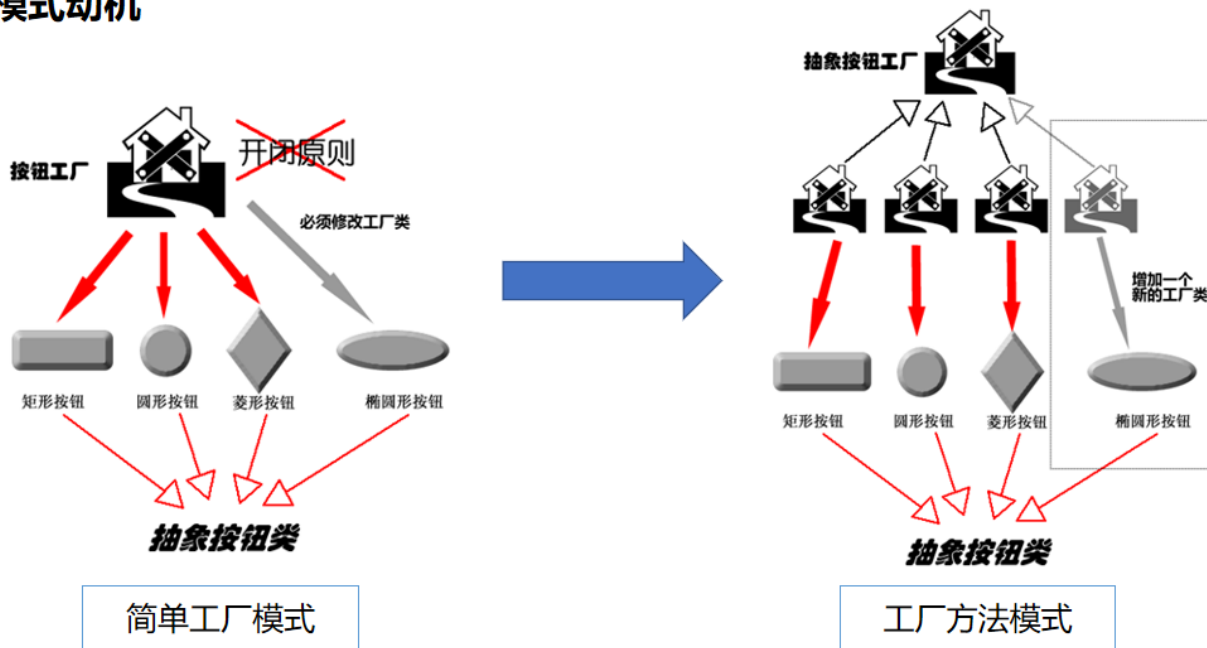 模式动机
按钮工厂
开闭原则
必须修改工厂类
矩形按钮
圆形按钮
菱形按钮
椭圆形按钮
抽象按钮类
简单工厂模式
抽象按钮工厂
增加一个
新的工厂类
矩形按钮
圆形按钮
菱形按钮
椭圆形按钮
抽象按钮类
工厂方法模式